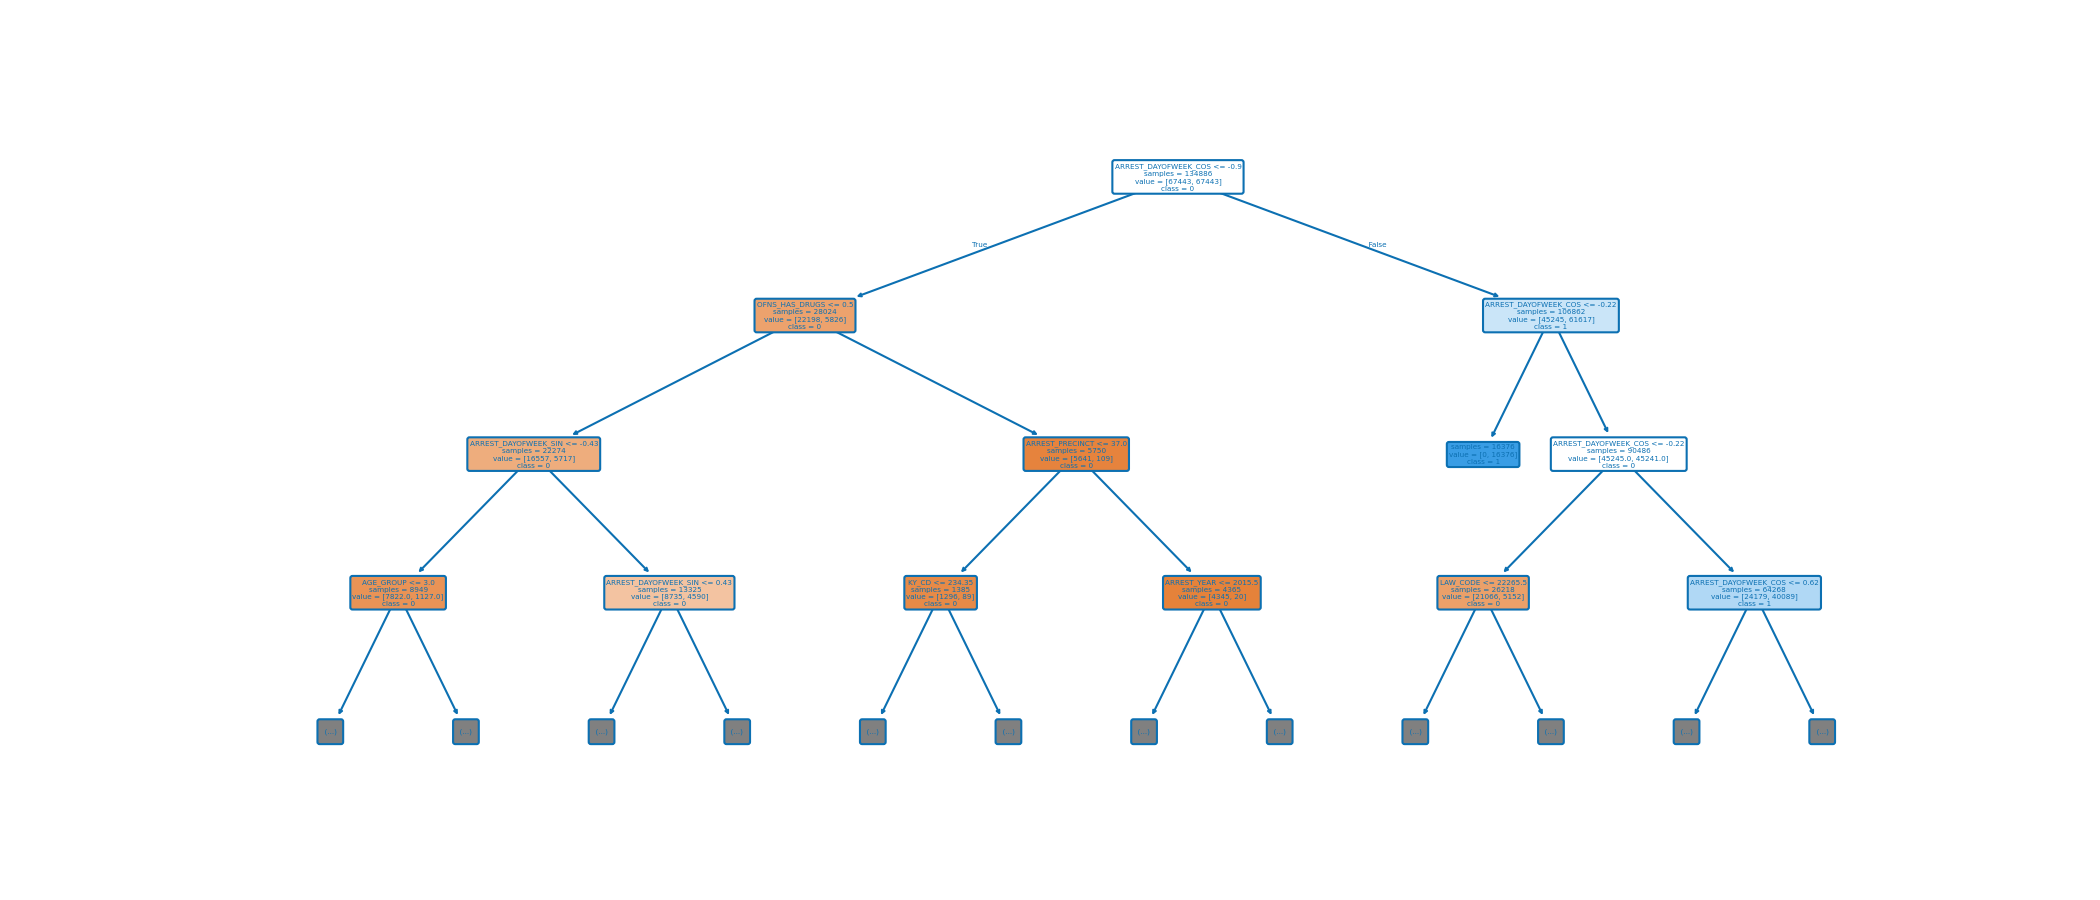 ARREST_DAYOFWEEK_COS <= -0.9
samples = 134886
value = [67443, 67443]
class = 0
True
False
OFNS_HAS_DRUGS <= 0.5
samples = 28024
value = [22198, 5826]
class = 0
ARREST_DAYOFWEEK_COS <= -0.22
samples = 106862
value = [45245, 61617]
class = 1
ARREST_DAYOFWEEK_SIN <= -0.43
samples = 22274
value = [16557, 5717]
class = 0
ARREST_PRECINCT <= 37.0
samples = 5750
value = [5641, 109]
class = 0
samples = 16376
value = [0, 16376]
class = 1
ARREST_DAYOFWEEK_COS <= -0.22
samples = 90486
value = [45245.0, 45241.0]
class = 0
AGE_GROUP <= 3.0
samples = 8949
value = [7822.0, 1127.0]
class = 0
ARREST_DAYOFWEEK_SIN <= 0.43
samples = 13325
value = [8735, 4590]
class = 0
KY_CD <= 234.35
samples = 1385
value = [1296, 89]
class = 0
ARREST_YEAR <= 2015.5
samples = 4365
value = [4345, 20]
class = 0
LAW_CODE <= 22265.5
samples = 26218
value = [21066, 5152]
class = 0
ARREST_DAYOFWEEK_COS <= 0.62
samples = 64268
value = [24179, 40089]
class = 1
(...)
(...)
(...)
(...)
(...)
(...)
(...)
(...)
(...)
(...)
(...)
(...)